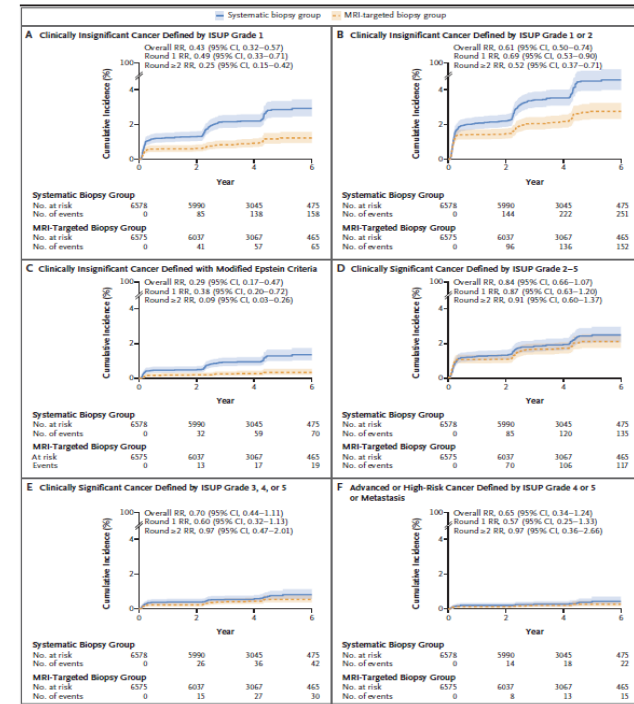 Systematic biopsy group MRI-targeted biopsy group
A Clinically Insignificant Cancer Defined by ISUP Grade 1
Overall RR, 0.43 (95% CI, 0.32–0.57)
Round 1 RR, 0.49 (95% CI, 0.33–0.71)
Round ≥2 RR, 0.25 (95% CI, 0.15–0.42)
Cumulative Incidence (%)
100
4
2
0
0 2 4 6
Year
Systematic Biopsy Group
No. at risk 6578 5990 3045 475
No. of events 0 85 138 158
MRI-Targeted Biopsy Group
No. at risk 6575 6037 3067 465
No. of events 0 41 57 65
B Clinically Insignificant Cancer Defined by ISUP Grade 1 or 2
Overall RR, 0.61 (95% CI, 0.50–0.74)
Round 1 RR, 0.69 (95% CI, 0.53–0.90)
Round ≥2 RR, 0.52 (95% CI, 0.37–0.71)
Cumulative Incidence (%)
100
4
2
0
0 2 4 6
Year
Systematic Biopsy Group
No. at risk 6578 5990 3045 475
No. of events 0 144 222 251
MRI-Targeted Biopsy Group
No. at risk 6575 6037 3067 465
No. of events 0 96 136 152
C Clinically Insignificant Cancer Defined with Modified Epstein Criteria
Overall RR, 0.29 (95% CI, 0.17–0.47)
Round 1 RR, 0.38 (95% CI, 0.20–0.72)
Round ≥2 RR, 0.09 (95% CI, 0.03–0.26)
Cumulative Incidence (%)
100
4
2
0
0 2 4 6
Year
Systematic Biopsy Group
No. at risk 6578 5990 3045 475
No. of events 0 32 59 70
MRI-Targeted Biopsy Group
At risk 6575 6037 3067 465
Events 0 13 17 19
D Clinically Significant Cancer Defined by ISUP Grade 2–5
Overall RR, 0.84 (95% CI, 0.66–1.07)
Round 1 RR, 0.87 (95% CI, 0.63–1.20)
Round ≥2 RR, 0.91 (95% CI, 0.60–1.37)
Cumulative Incidence (%)
100
4
2
0
0 2 4 6
Year
Systematic Biopsy Group
No. at risk 6578 5990 3045 475
No. of events 0 85 120 135
MRI-Targeted Biopsy Group
No. at risk 6575 6037 3067 465
No. of events 0 70 106 117
E Clinically Significant Cancer Defined by ISUP Grade 3, 4, or 5
Overall RR, 0.70 (95% CI, 0.44–1.11)
Round 1 RR, 0.60 (95% CI, 0.32–1.13)
Round ≥2 RR, 0.97 (95% CI, 0.47–2.01)
Cumulative Incidence (%)
100
4
2
0
0 2 4 6
Year
Systematic Biopsy Group
No. at risk 6578 5990 3045 475
No. of events 0 26 36 42
MRI-Targeted Biopsy Group
No. at risk 6575 6037 3067 465
No. of events 0 15 27 30
F Advanced or High-Risk Cancer Defined by ISUP Grade 4 or 5
or Metastasis
Overall RR, 0.65 (95% CI, 0.34–1.24)
Round 1 RR, 0.57 (95% CI, 0.25–1.33)
Round ≥2 RR, 0.97 (95% CI, 0.36–2.66)
Cumulative Incidence (%)
100
4
2
0
0 2 4 6
Year
Systematic Biopsy Group
No. at risk 6578 5990 3045 475
No. of events 0 14 18 22
MRI-Targeted Biopsy Group
No. at risk 6575 6037 3067 465
No. of events 0 8 13 15